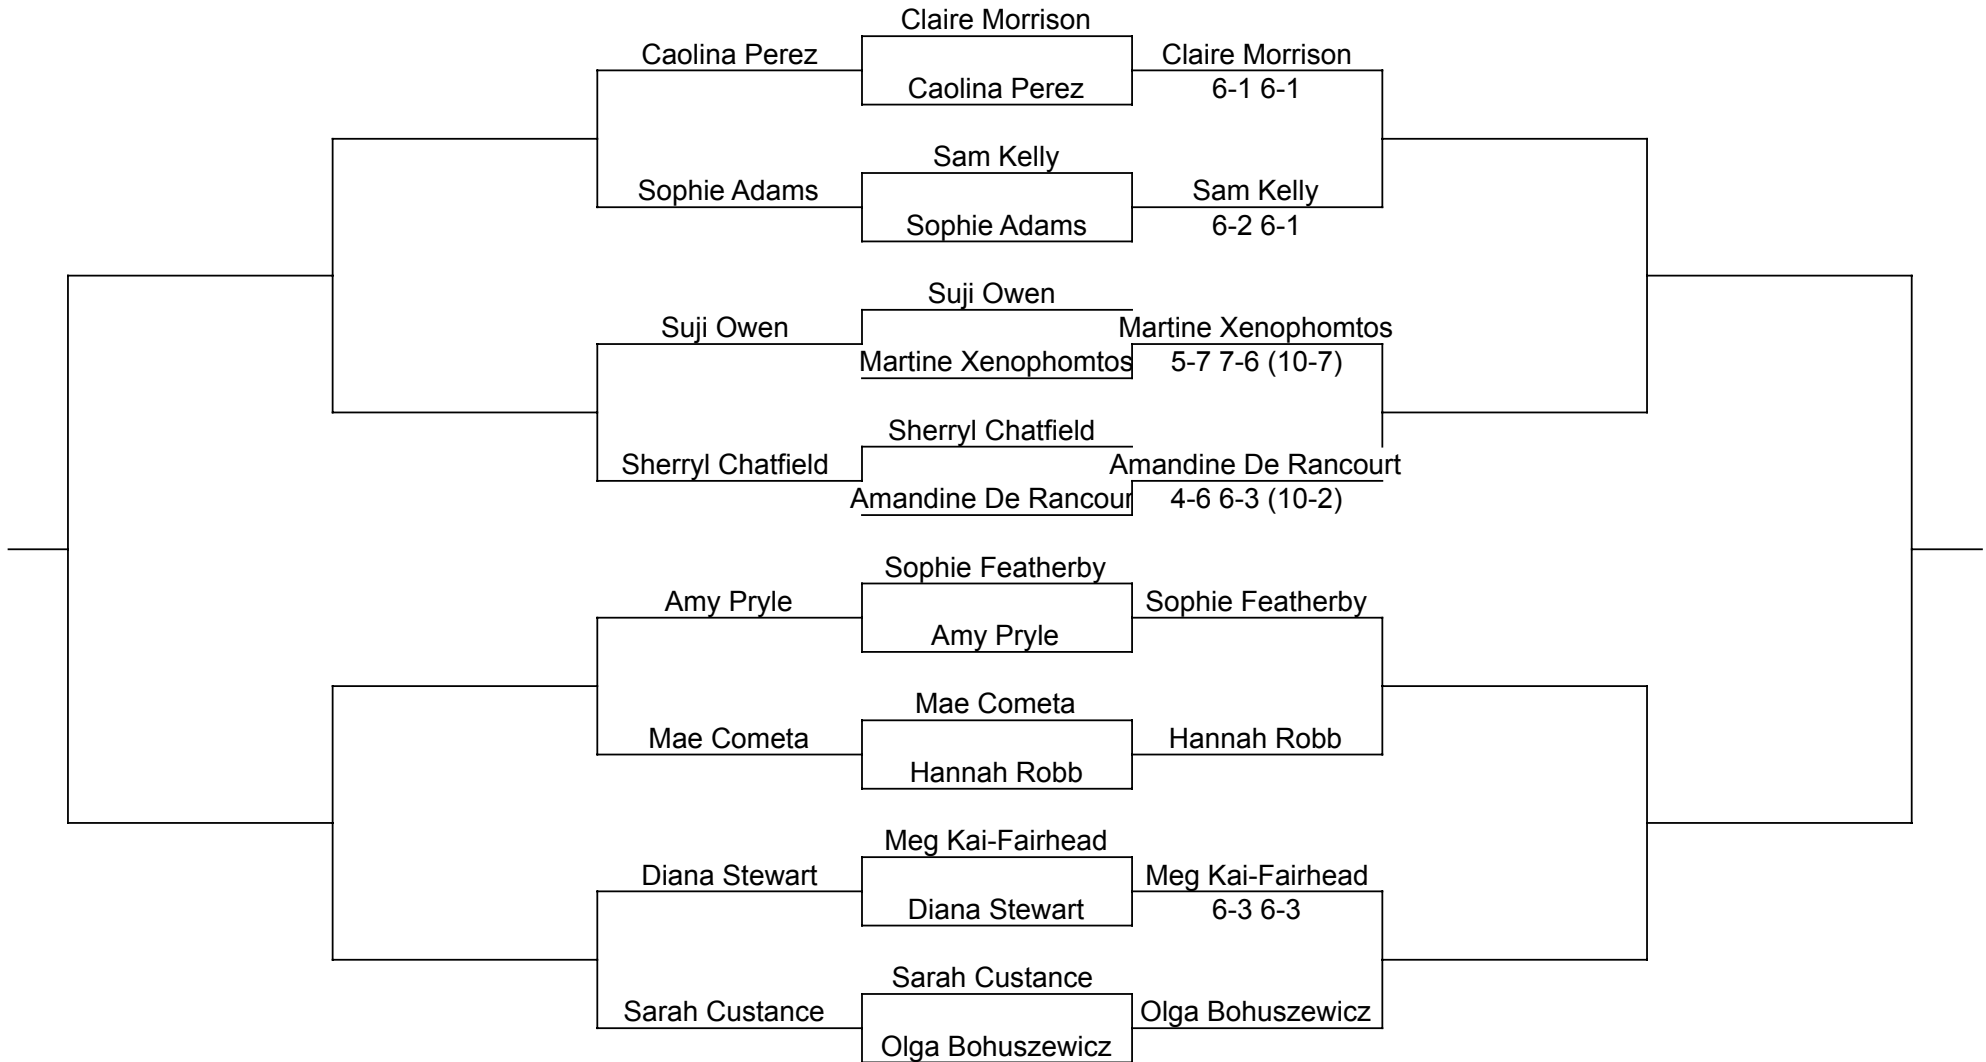 Claire Morrison
Caolina Perez
Claire Morrison
Caolina Perez
6-1 6-1
Sam Kelly
Sophie Adams
Sam Kelly
Sophie Adams
6-2 6-1
Suji Owen
Suji Owen
Martine Xenophomtos
Martine Xenophomtos
5-7 7-6 (10-7)
Sherryl Chatfield
Sherryl Chatfield
Amandine De Rancourt
Amandine De Rancour
4-6 6-3 (10-2)
Sophie Featherby
Amy Pryle
Sophie Featherby
Amy Pryle
Mae Cometa
Mae Cometa
Hannah Robb
Hannah Robb
Meg Kai-Fairhead
Diana Stewart
Meg Kai-Fairhead
Diana Stewart
6-3 6-3
Sarah Custance
Sarah Custance
Olga Bohuszewicz
Olga Bohuszewicz